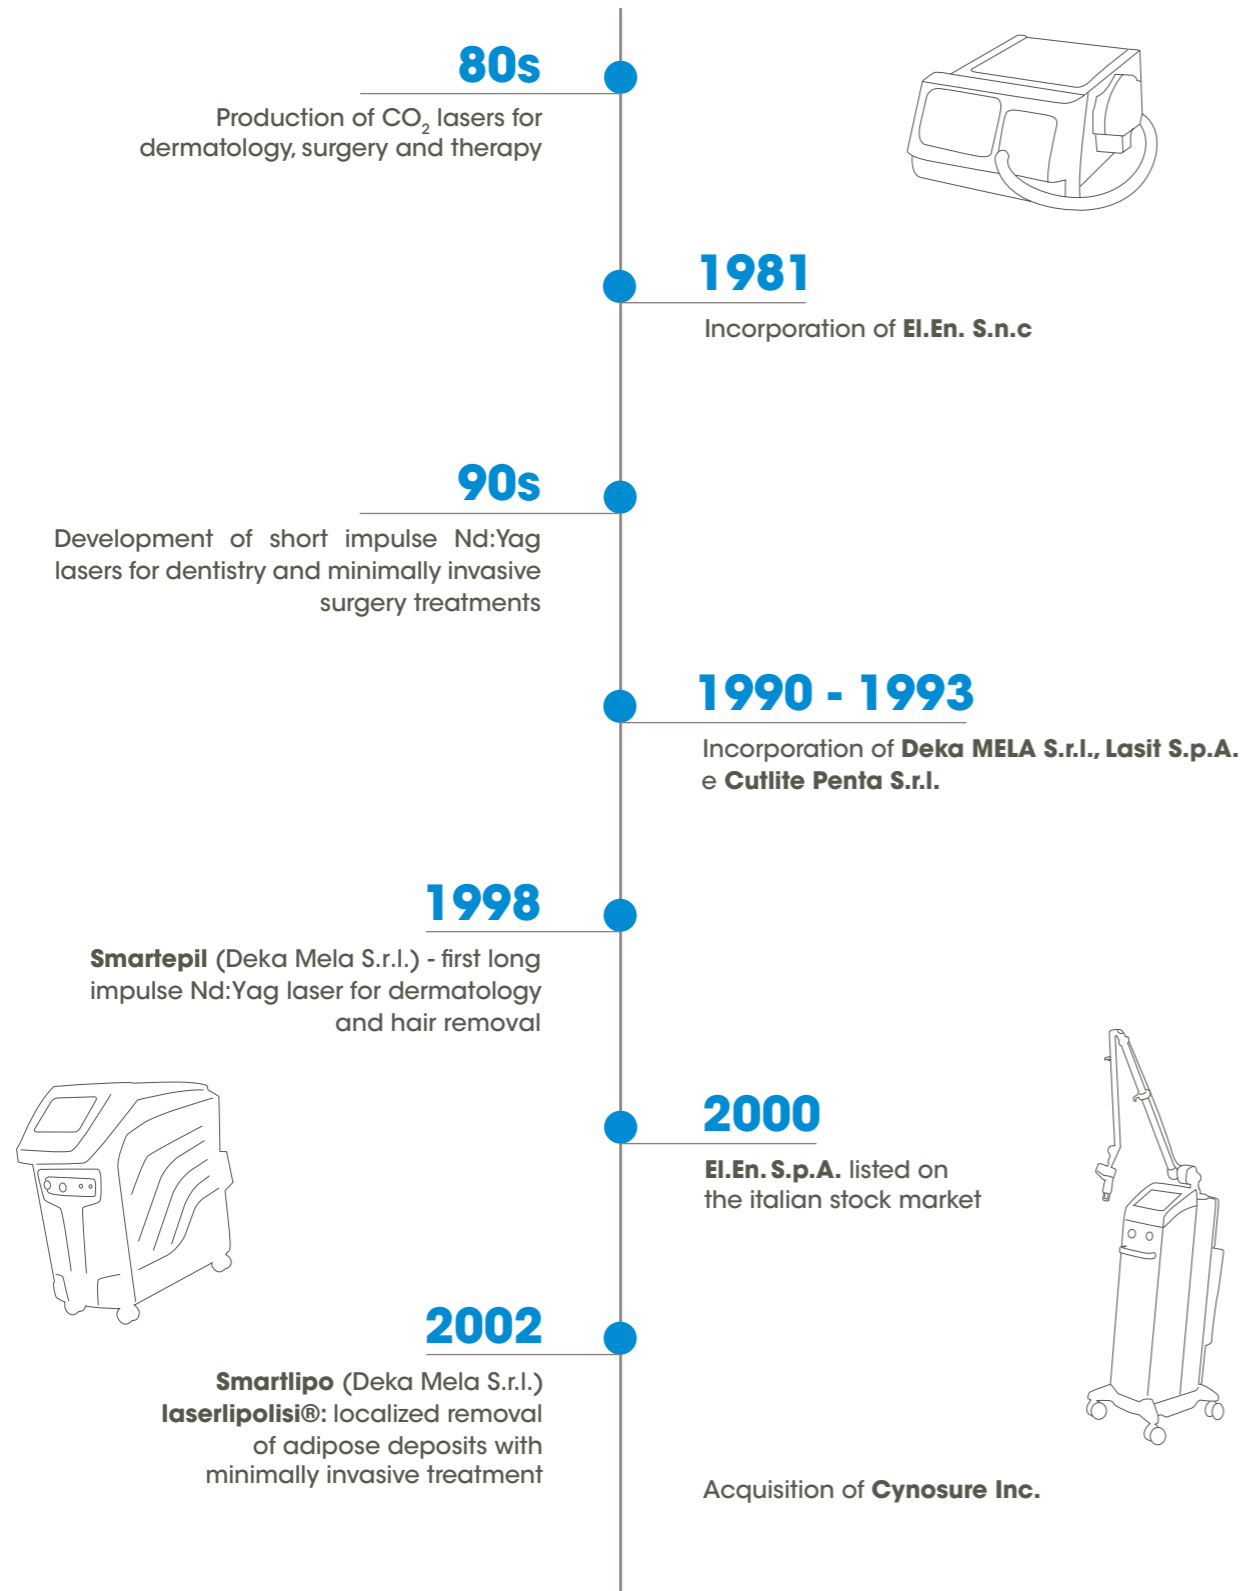 80s
Production of CO₂ lasers for
dermatology, surgery and therapy
1981
Incorporation of El.En. S.n.c
90s
Development of short impulse Nd:Yag
lasers for dentistry and minimally invasive
surgery treatments
1990 - 1993
Incorporation of Deka MELA S.r.l., Lasit S.p.A.
e Cutlite Penta S.r.l.
1998
Smartepil (Deka Mela S.r.l.) - first long
impulse Nd:Yag laser for dermatology
and hair removal
2000
El.En. S.p.A. listed on
the italian stock market
2002
Smartlipo (Deka Mela S.r.l.)
laserlipolisi®: localized removal
of adipose deposits with
minimally invasive treatment
Acquisition of Cynosure Inc.